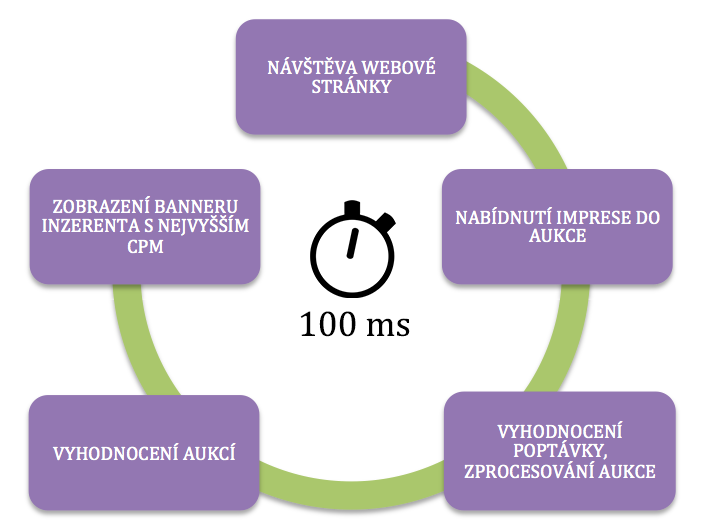 NÁVŠTĚVA WEBOVÉ
STRÁNKY
NABÍDNUTÍ IMPRESE DO
AUKCE
VYHODNOCENÍ
POPTÁVKY,
ZPROCESOVÁNÍ AUKCE
VYHODNOCENÍ AUKCÍ
ZOBRAZENÍ BANNERU
INZERENTA S NEJVYŠŠÍM
CPM
100 ms